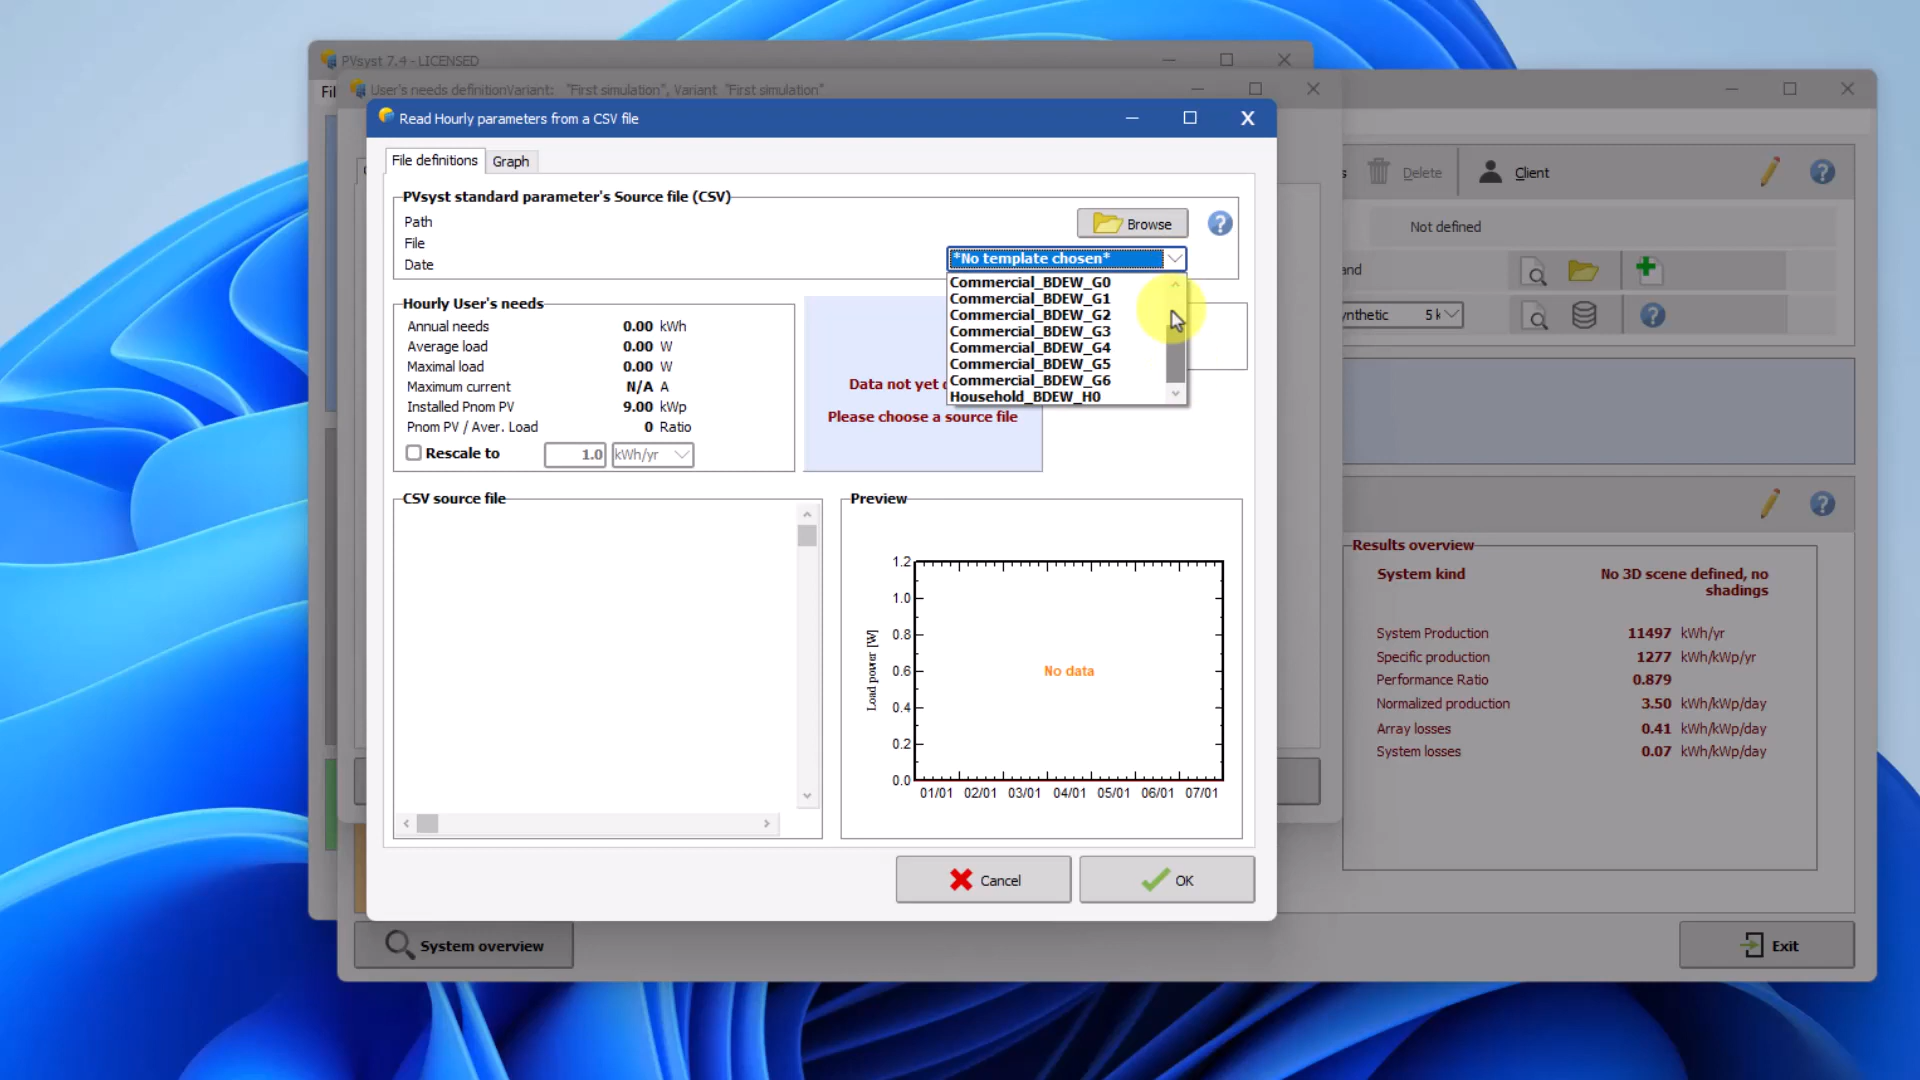 PVsyst 7.4 - LICENSED
Fil
User's needs definitionVariant: "First simulation", Variant "First simulation"
Read Hourly parameters from a CSV file
X
File definitions
Graph
PVsyst standard parameter's Source file (CSV)
Path
Browse
File
Date
*No template chosen*
Commercial_BDEW_G0
Commercial_BDEW_G1
Commercial_BDEW_G2
Commercial_BDEW_G3
Commercial_BDEW_G4
Commercial_BDEW_G5
Commercial_BDEW_G6
Household_BDEW_H0
Hourly User's needs
Annual needs 0.00 kWh
Average load 0.00 W
Maximal load 0.00 W
Maximum current N/A A
Installed Pnom PV 9.00 kWp
Pnom PV / Aver. Load 0 Ratio
Rescale to 1.0 kWh/yr
Data not yet
Please choose a source file
CSV source file
Preview
1.2
1.0
0.8
0.6
0.4
0.2
0.0
Load power [W]
No data
01/01 02/01 03/01 04/01 05/01 06/01 07/01
Cancel
OK
System overview
s
Delete
Client
Not defined
and
nthetic 5 k
Results overview
System kind No 3D scene defined, no
shadings
System Production 11497 kWh/yr
Specific production 1277 kWh/kWp/yr
Performance Ratio 0.879
Normalized production 3.50 kWh/kWp/day
Array losses 0.41 kWh/kWp/day
System losses 0.07 kWh/kWp/day
Exit